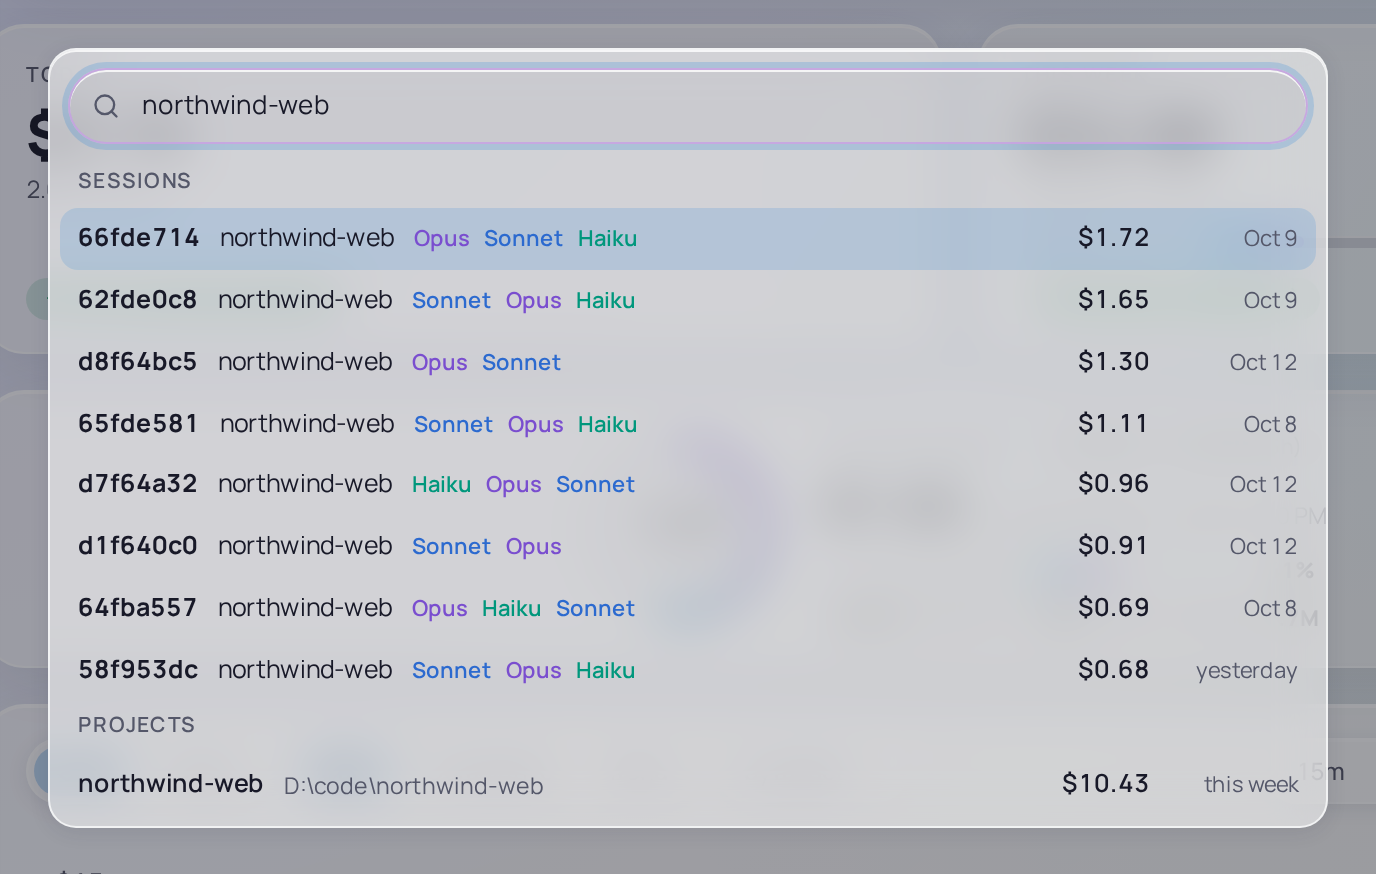 northwind-web
SESSIONS
66fde714 northwind-web Opus Sonnet Haiku $1.72 Oct 9
62fde0c8 northwind-web Sonnet Opus Haiku $1.65 Oct 9
d8f64bc5 northwind-web Opus Sonnet $1.30 Oct 12
65fde581 northwind-web Sonnet Opus Haiku $1.11 Oct 8
d7f64a32 northwind-web Haiku Opus Sonnet $0.96 Oct 12
d1f640c0 northwind-web Sonnet Opus $0.91 Oct 12
64fba557 northwind-web Opus Haiku Sonnet $0.69 Oct 8
58f953dc northwind-web Sonnet Opus Haiku $0.68 yesterday
PROJECTS
northwind-web D:\code\northwind-web $10.43 this week